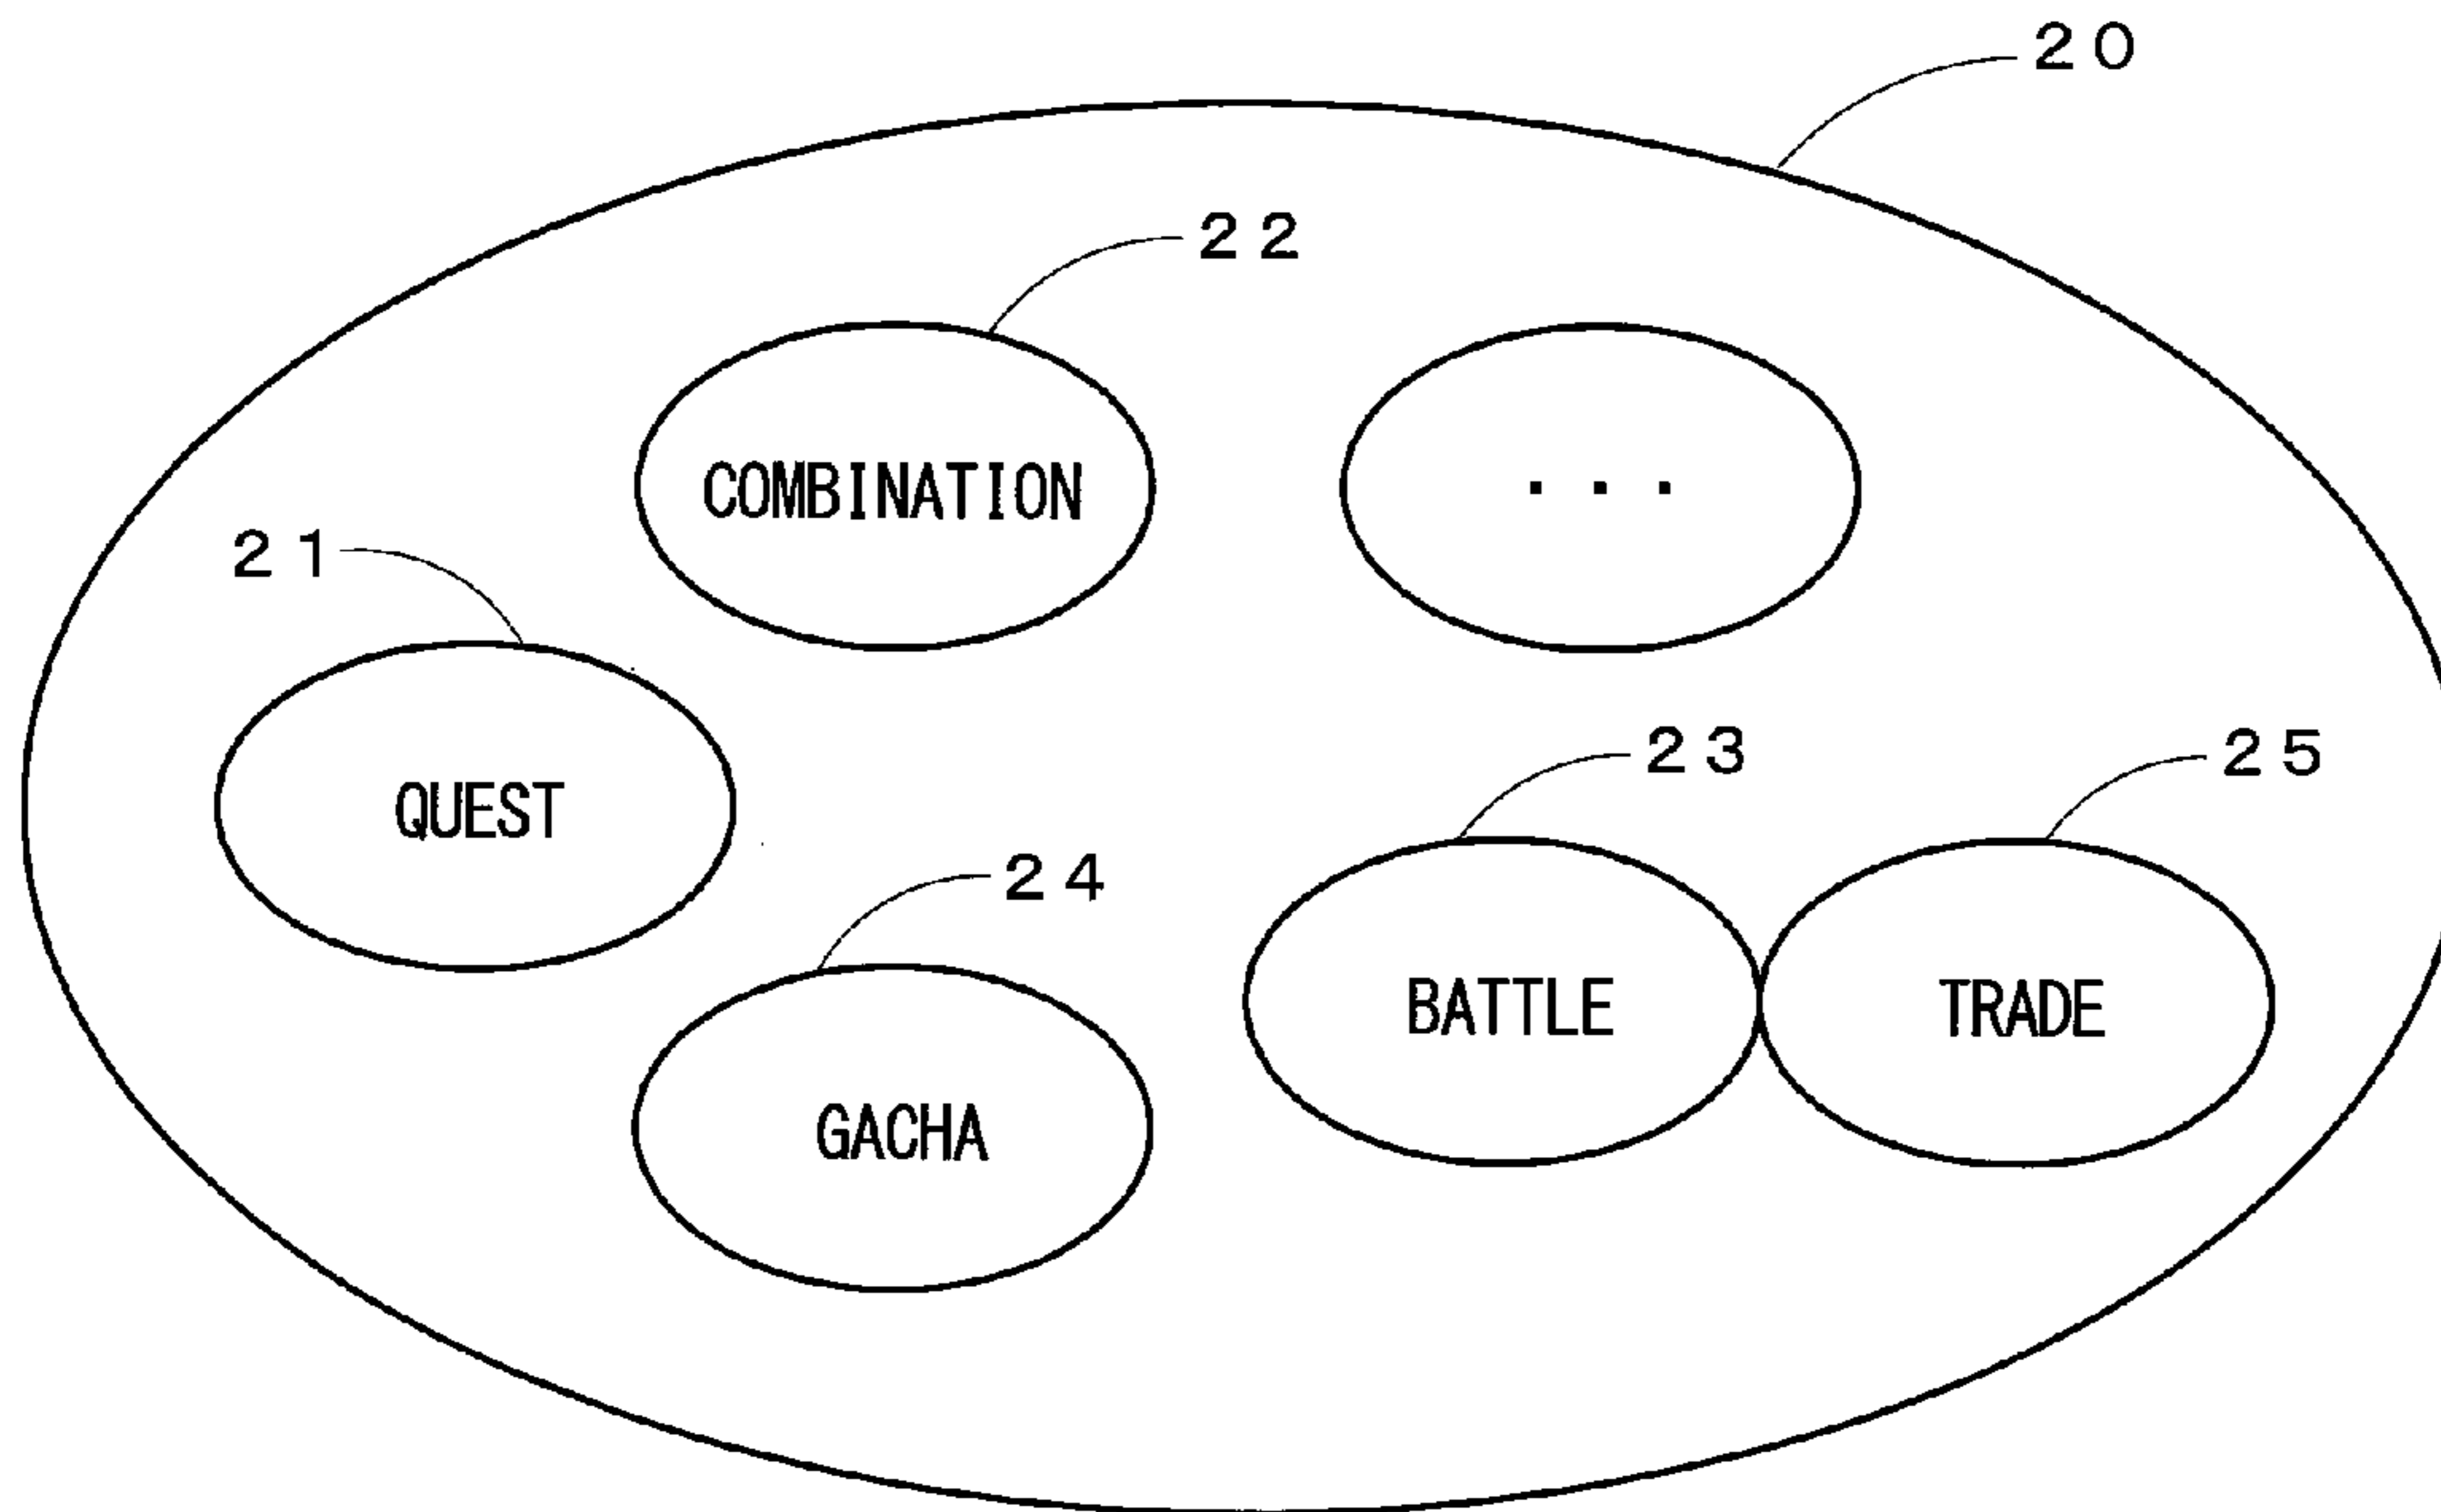 20
22
COMBINATION
. . .
21
QUEST
23
25
24
BATTLE
TRADE
GACHA